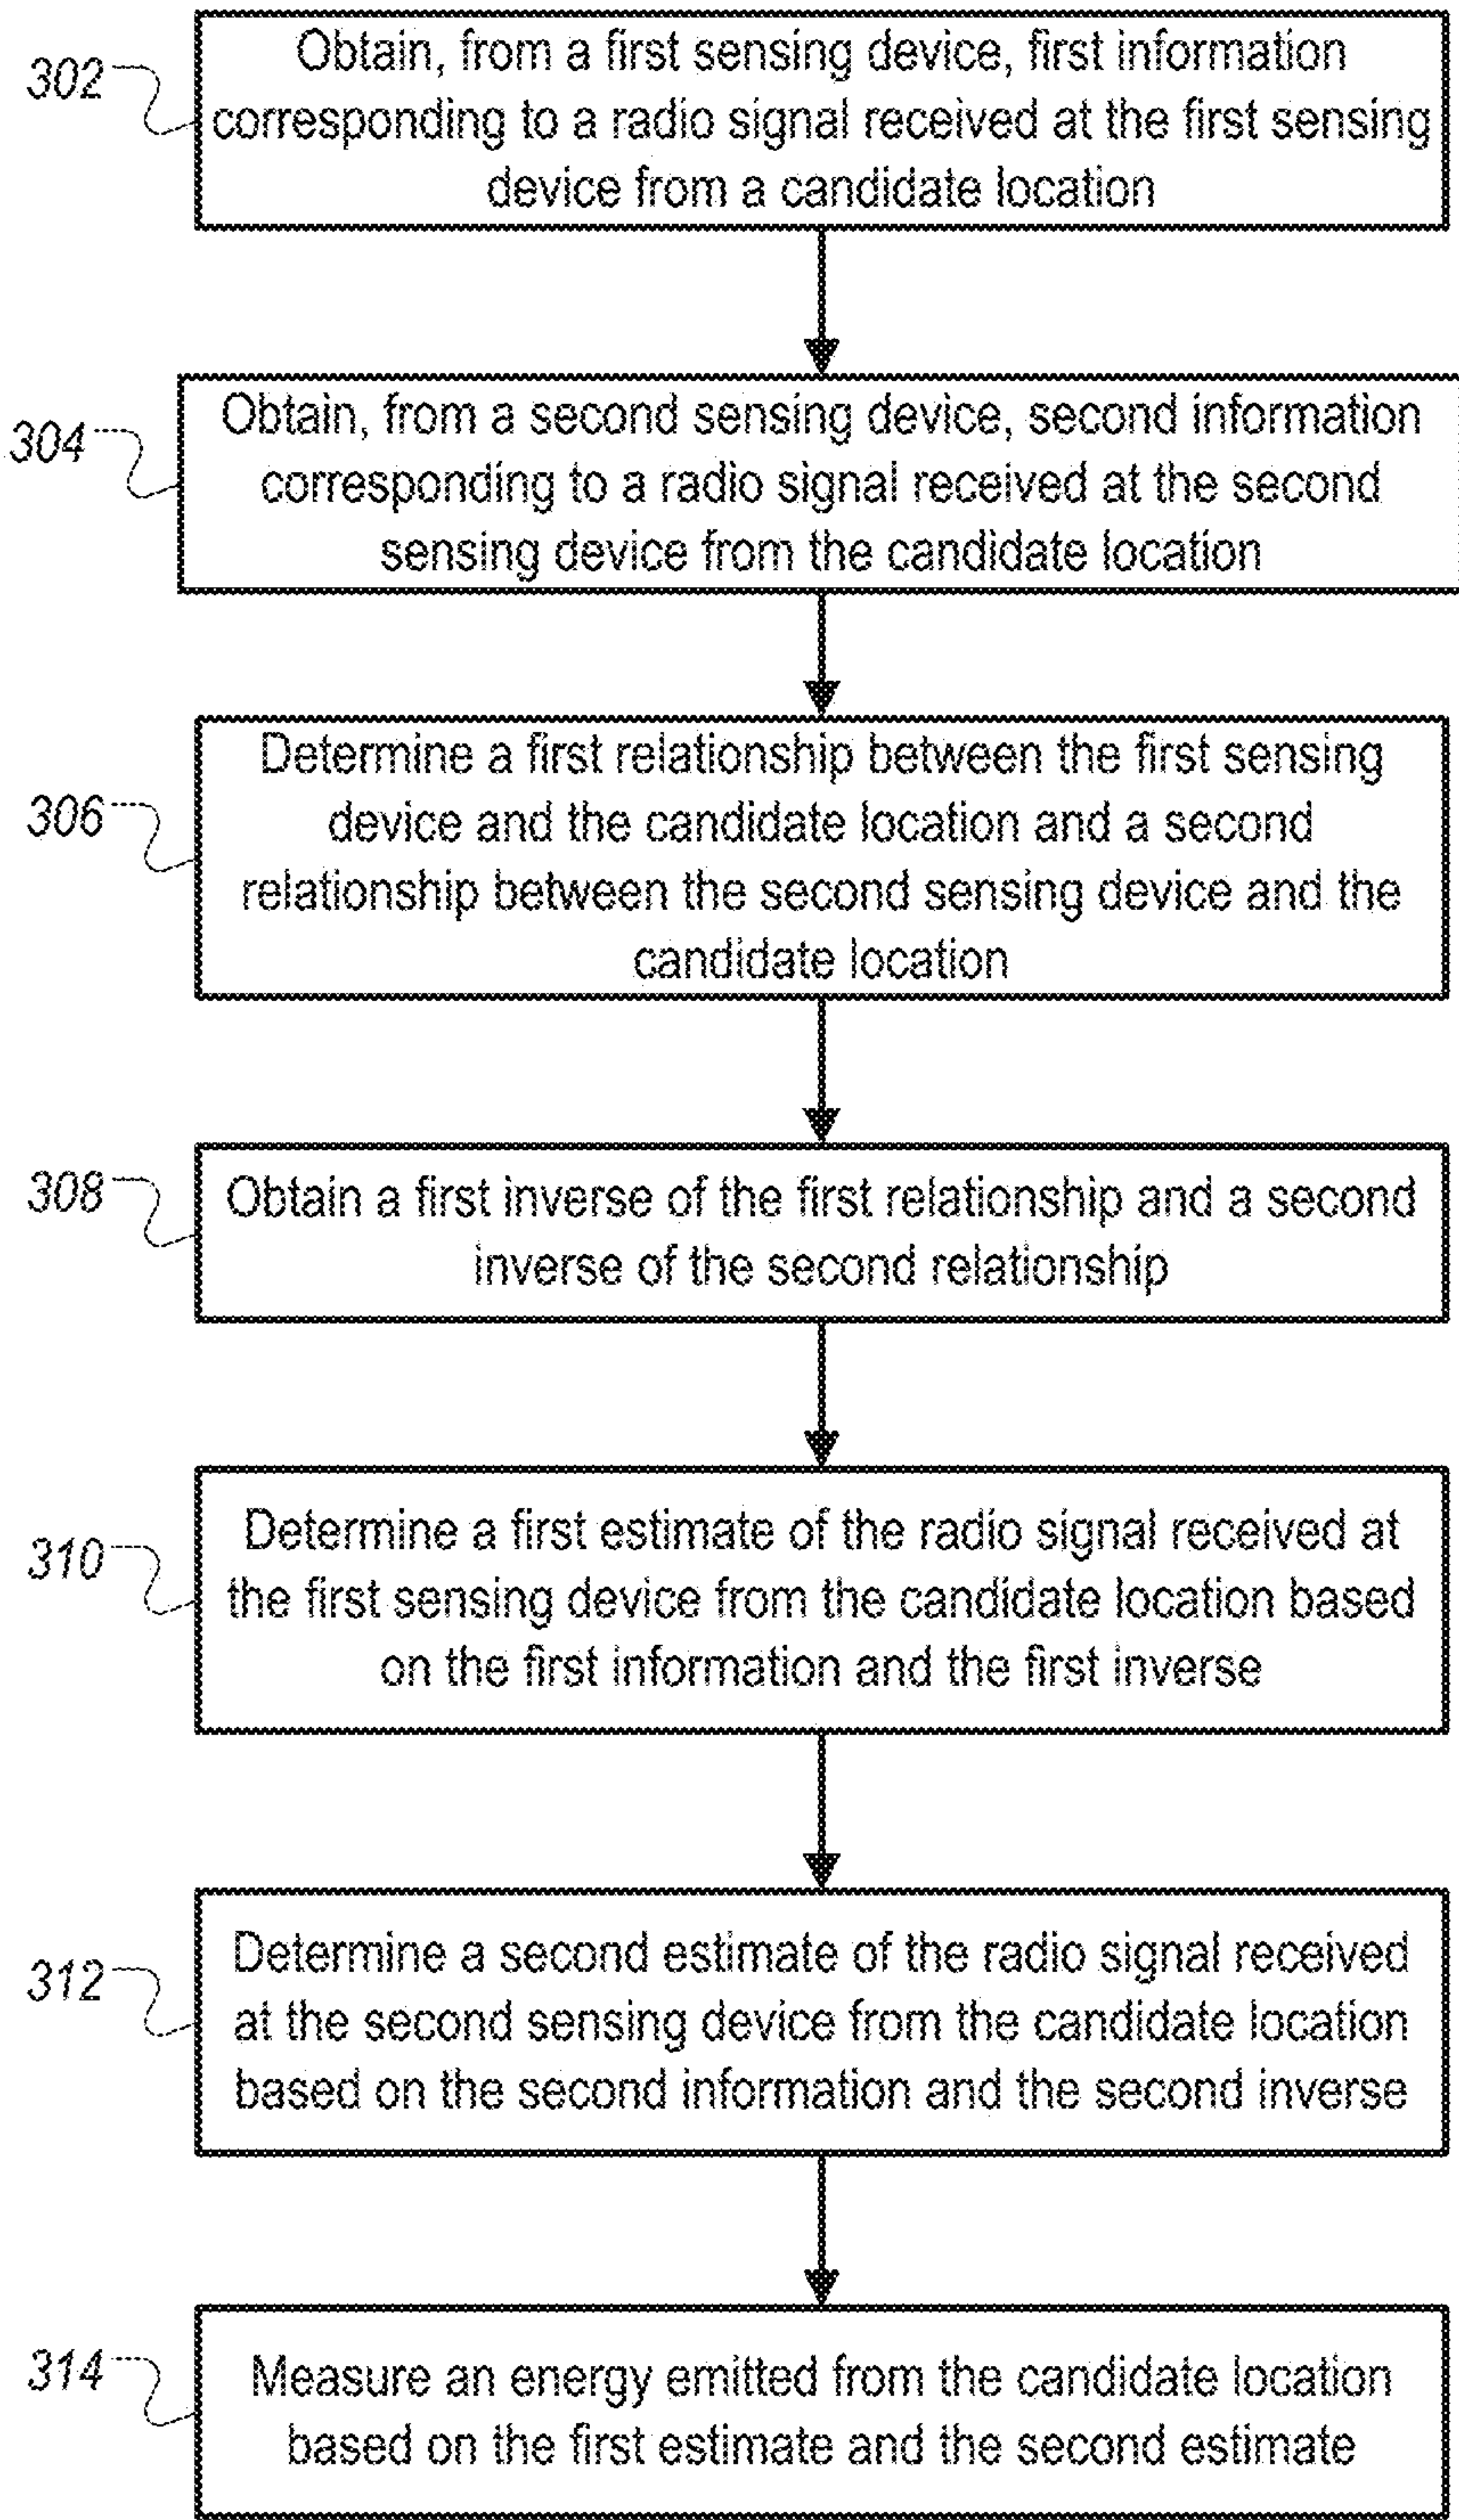 302
Obtain, from a first sensing device, first information
corresponding to a radio signal received at the first sensing
device from a candidate location
304
Obtain, from a second sensing device, second information
corresponding to a radio signal received at the second
sensing device from the candidate location
306
Determine a first relationship between the first sensing
device and the candidate location and a second
relationship between the second sensing device and the
candidate location
308
Obtain a first inverse of the first relationship and a second
inverse of the second relationship
310
Determine a first estimate of the radio signal received at
the first sensing device from the candidate location based
on the first information and the first inverse
312
Determine a second estimate of the radio signal received
at the second sensing device from the candidate location
based on the second information and the second inverse
314
Measure an energy emitted from the candidate location
based on the first estimate and the second estimate